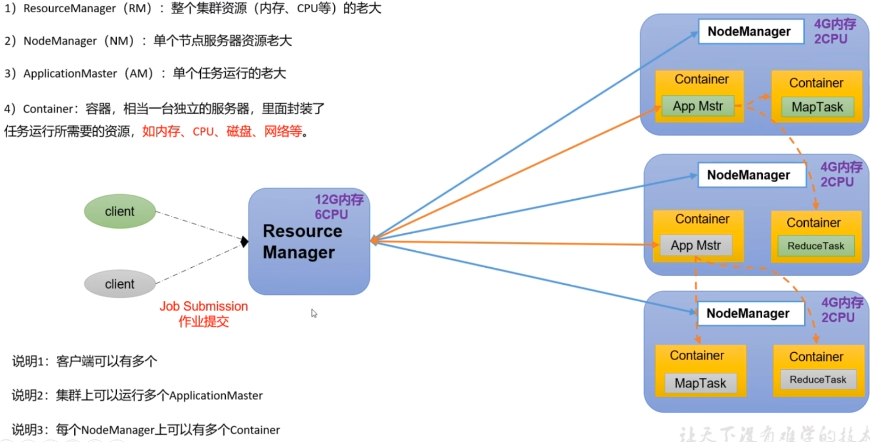 1）ResourceManager（RM）：整个集群资源（内存、CPU等）的老大
2）NodeManager（NM）：单个节点服务器资源老大
3）ApplicationMaster（AM）：单个任务运行的老大
4）Container：容器，相当一台独立的服务器，里面封装了
任务运行所需要的资源，如内存、CPU、磁盘、网络等。
client
client
Job Submission
作业提交
12G内存
6CPU
Resource
Manager
NodeManager
4G内存
2CPU
Container
App Mstr
Container
MapTask
NodeManager
4G内存
2CPU
Container
App Mstr
Container
ReduceTask
NodeManager
4G内存
2CPU
Container
MapTask
Container
ReduceTask
说明1：客户端可以有多个
说明2：集群上可以运行多个ApplicationMaster
说明3：每个NodeManager上可以有多个Container
让天下没有难学的技术